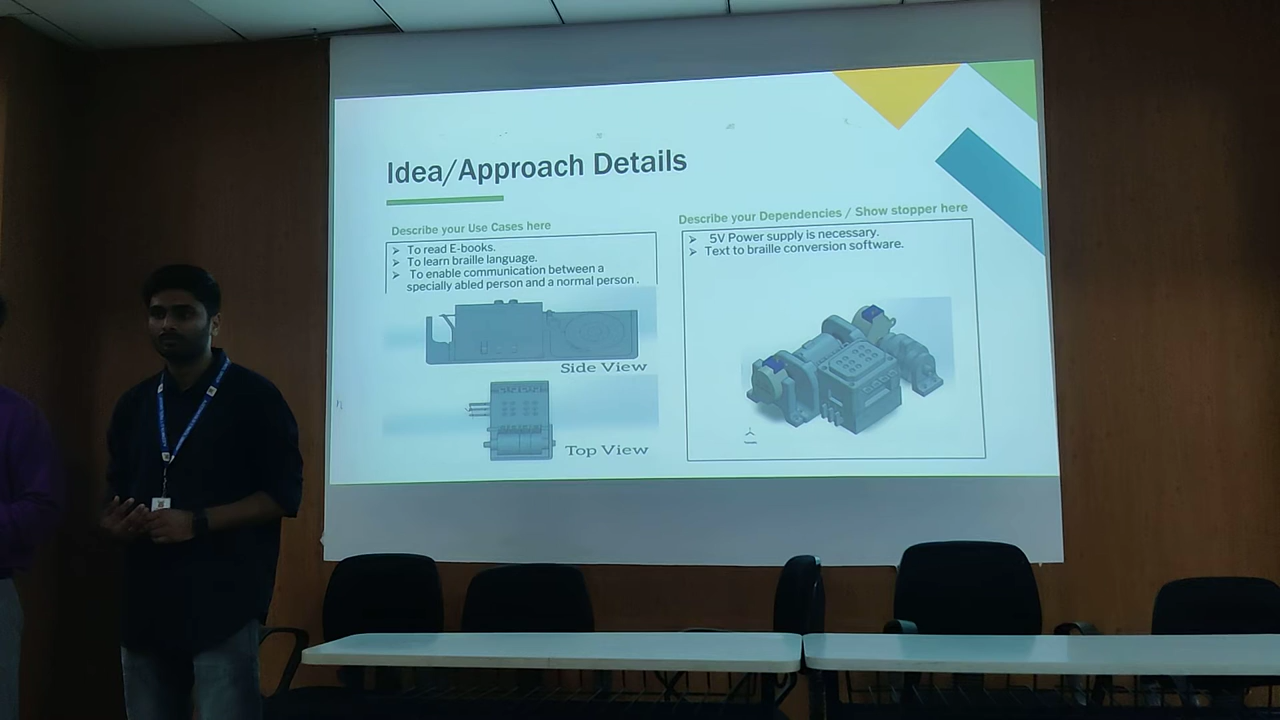 Idea/Approach Details
Describe your Use Cases here
➢ To read E-books.
➢ To learn braille language.
➢ To enable communication between a
specially abled person and a normal person .
Side View
Top View
Describe your Dependencies / Show stopper here
➢ 5V Power supply is necessary.
➢ Text to braille conversion software.